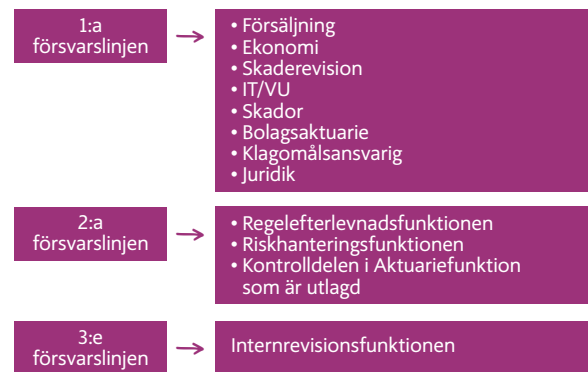 1:a
försvarslinjen
• Försäljning
• Ekonomi
• Skaderevision
• IT/VU
• Skador
• Bolagsaktuarie
• Klagomålsansvarig
• Juridik
2:a
försvarslinjen
• Regelefterlevnadsfunktionen
• Riskhanteringsfunktionen
• Kontrolldelen i Aktuariefunktion
som är utlagd
3:e
försvarslinjen
Internrevisionsfunktionen